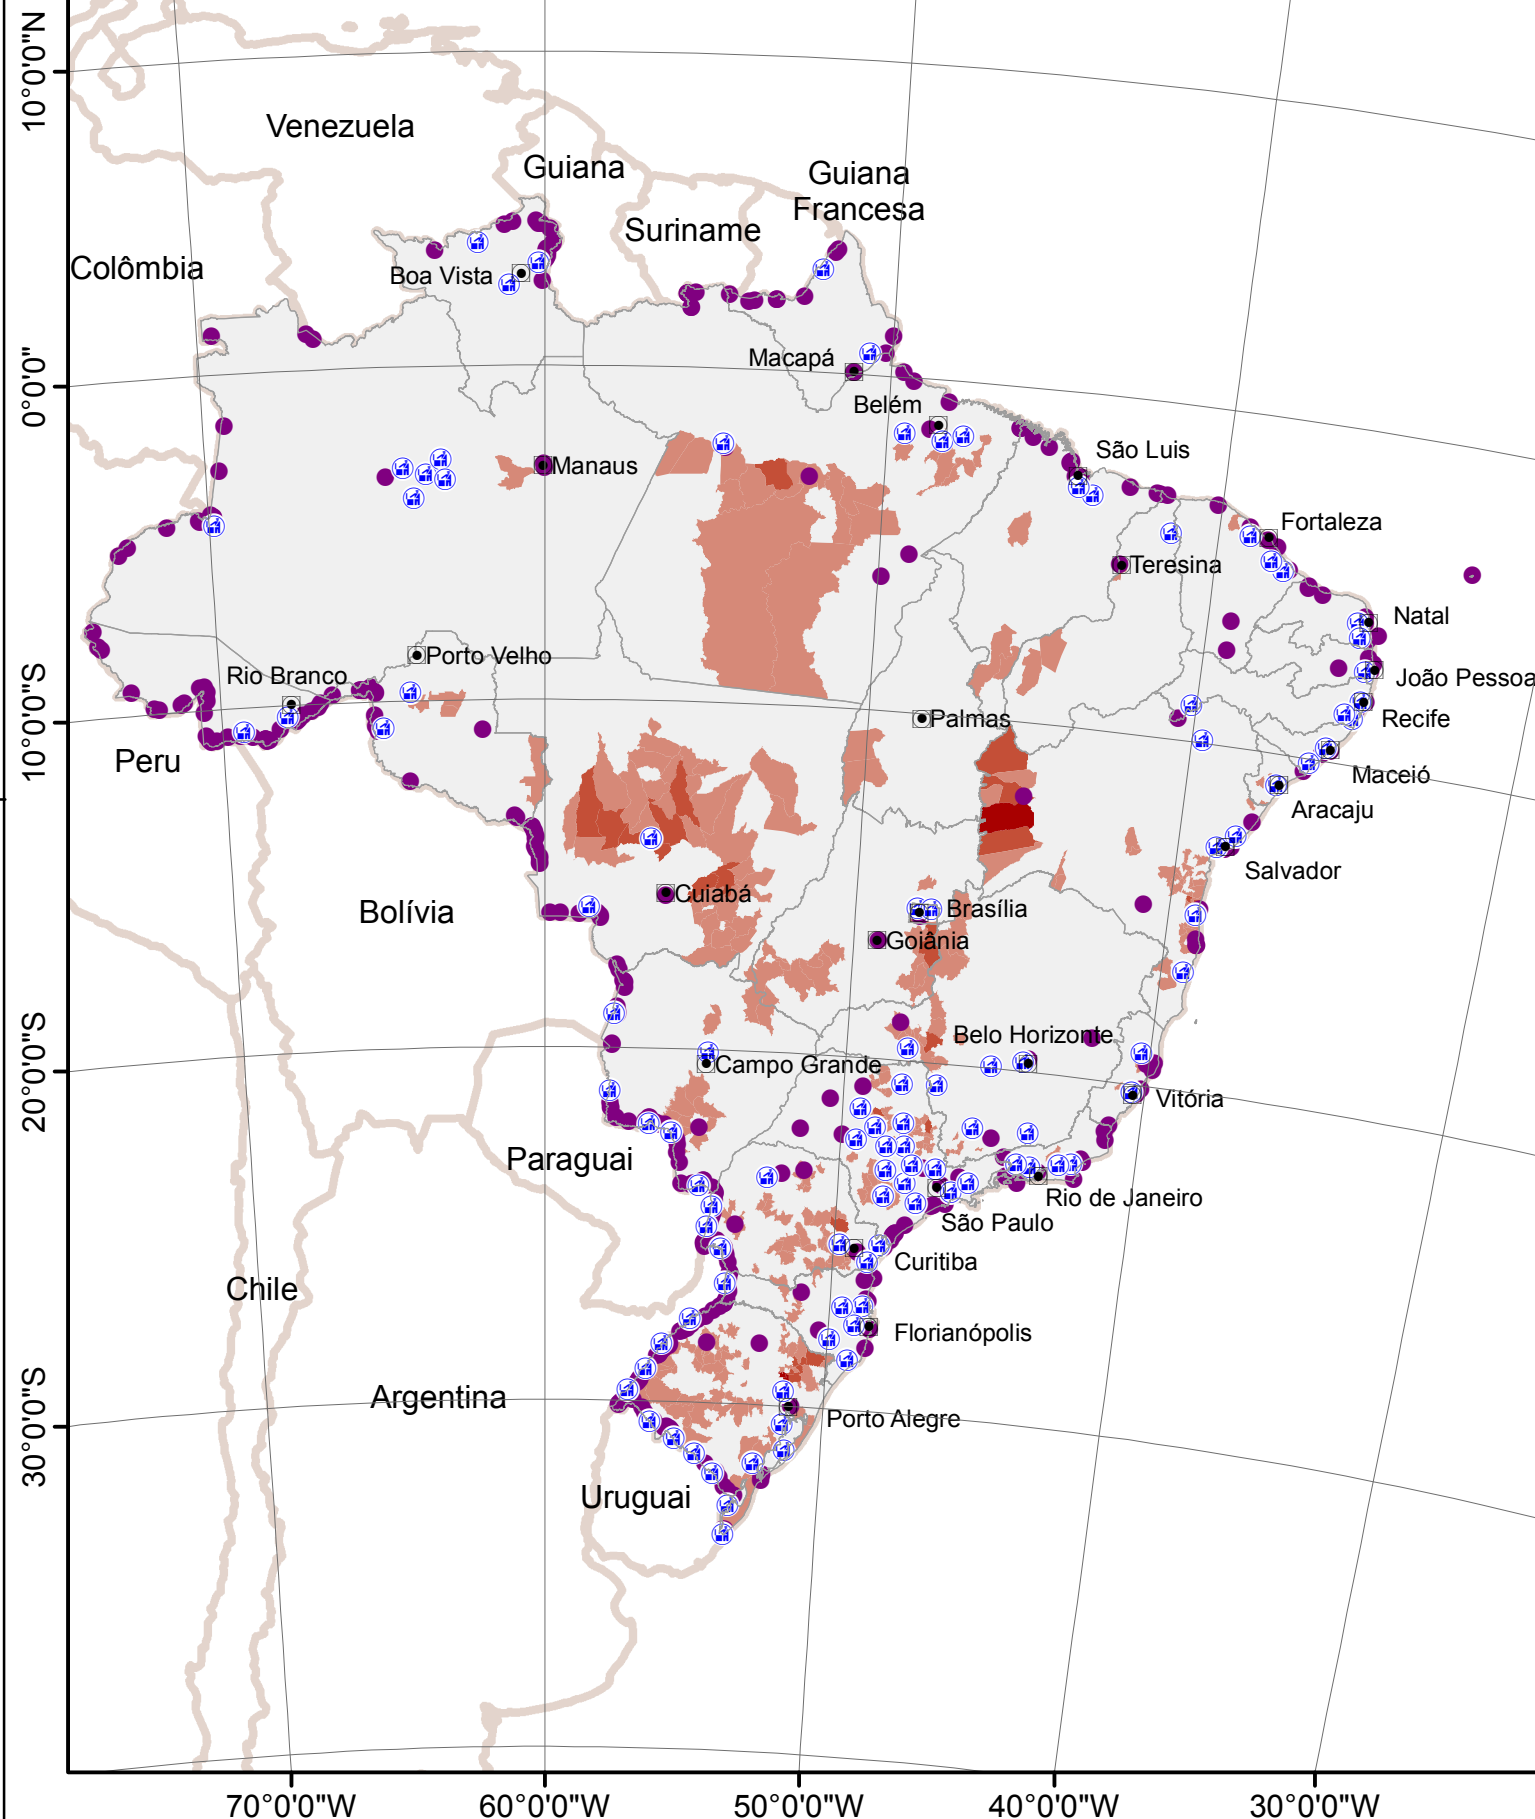 10°0'0"N
Venezuela
Guiana
Guiana
Francesa
Suriname
Colômbia
Boa Vista
0°0'0"
Macapá
Belém
São Luis
Manaus
Fortaleza
Teresina
Natal
Porto Velho
Rio Branco
João Pessoa
10°0'0"S
Palmas
Recife
Peru
Maceió
Aracaju
Salvador
Cuiabá
Bolívia
Brasília
Goiânia
Belo Horizonte
20°0'0"S
Campo Grande
Vitória
Paraguai
Rio de Janeiro
São Paulo
Curitiba
Chile
Florianópolis
Argentina
Porto Alegre
30°0'0"S
Uruguai
70°0'0"W
60°0'0"W
50°0'0"W
40°0'0"W
30°0'0"W